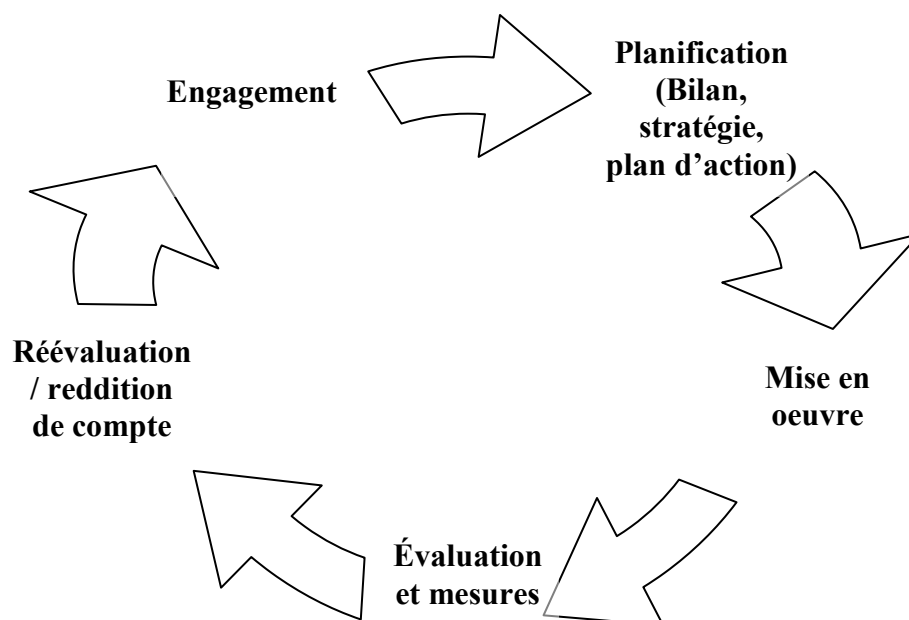 Engagement
Planification
(Bilan,
stratégie,
plan d’action)
Mise en
oeuvre
Évaluation
et mesures
Réévaluation
/ reddition
de compte